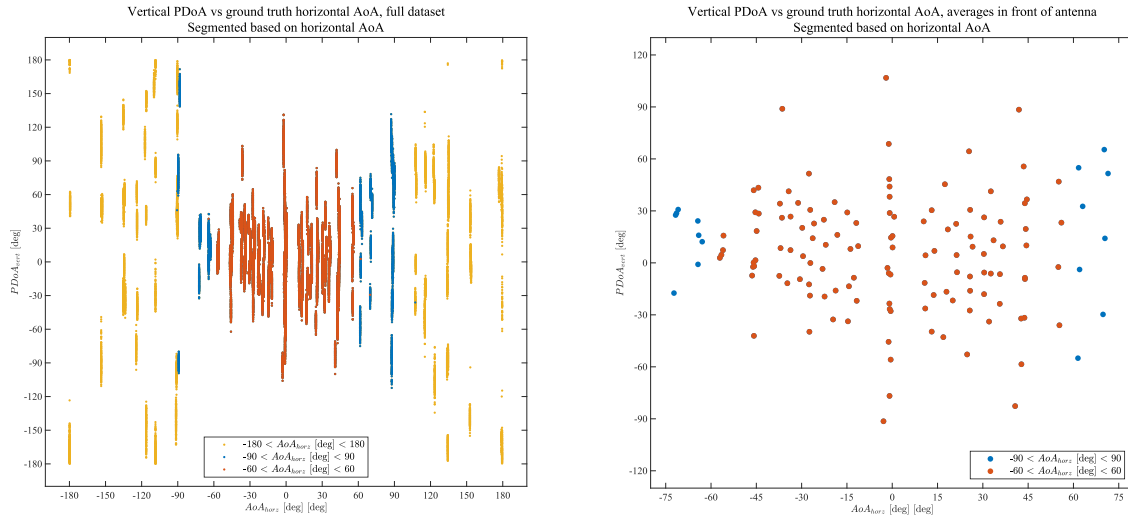 Vertical PDoA vs ground truth horizontal AoA, full dataset
Segmented based on horizontal AoA
180
150
120
90
60
30
0
-30
-60
-90
-120
-150
-180
PDoA_vert [deg]
-180 < AoA_horz [deg] < 180
-90 < AoA_horz [deg] < 90
-60 < AoA_horz [deg] < 60
-180 -150 -120 -90 -60 -30 0 30 60 90 120 150 180
AoA_horz [deg] [deg]
Vertical PDoA vs ground truth horizontal AoA, averages in front of antenna
Segmented based on horizontal AoA
120
90
60
30
0
-30
-60
-90
-120
PDoA_vert [deg]
-90 < AoA_horz [deg] < 90
-60 < AoA_horz [deg] < 60
-75 -60 -45 -30 -15 0 15 30 45 60 75
AoA_horz [deg] [deg]